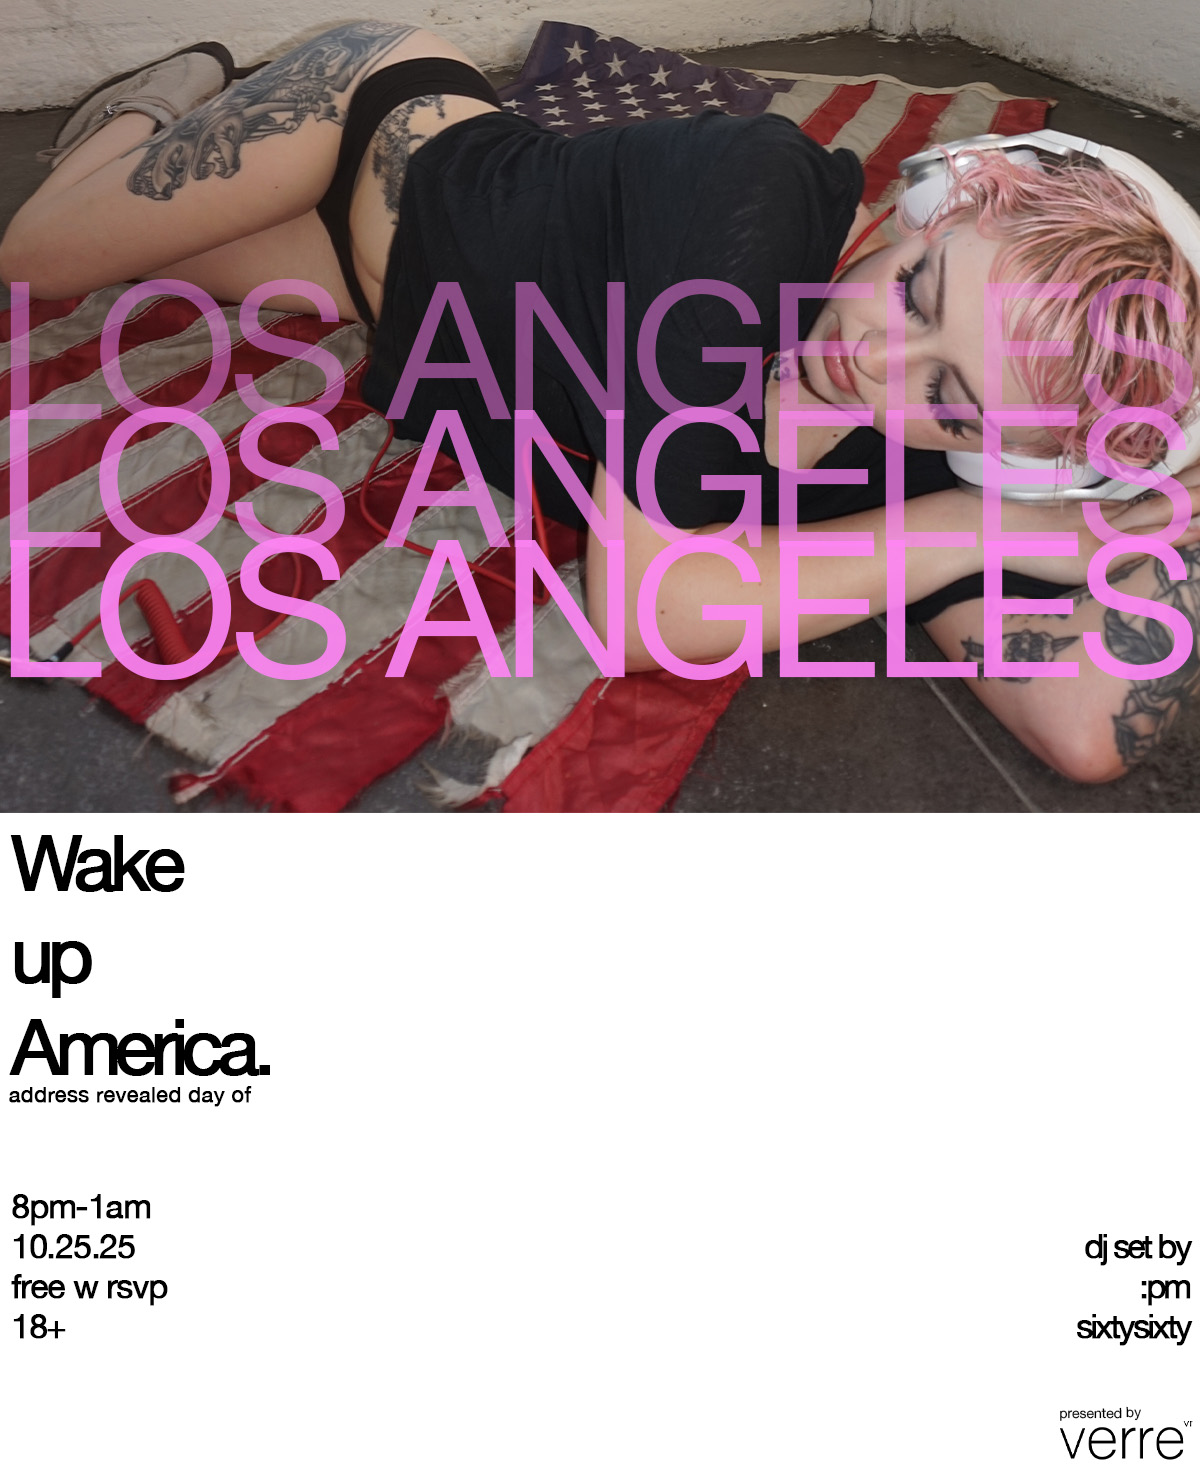 LOS ANGELES
LOS ANGELES
LOS ANGELES
Wake
up
America.
address revealed day of
8pm-1am
10.25.25
free w rsvp
18+
dj set by
:pm
sixtysixty
presented by
verre vr